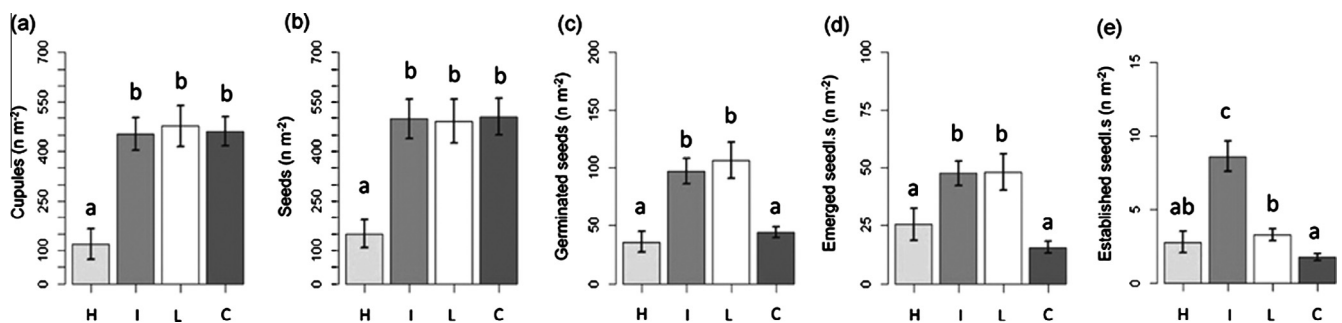 (a)
Cupules (n m⁻²)
0 100 250 400 550 700
a b b b
H I L C
(b)
Seeds (n m⁻²)
0 100 250 400 550 700
a b b b
H I L C
(c)
Germinated seeds (n m⁻²)
0 50 100 150 200
a b b a
H I L C
(d)
Emerged seedl.s (n m⁻²)
0 25 50 75 100
a b b a
H I L C
(e)
Established seedl.s (n m⁻²)
0 5 10 15
ab c b a
H I L C